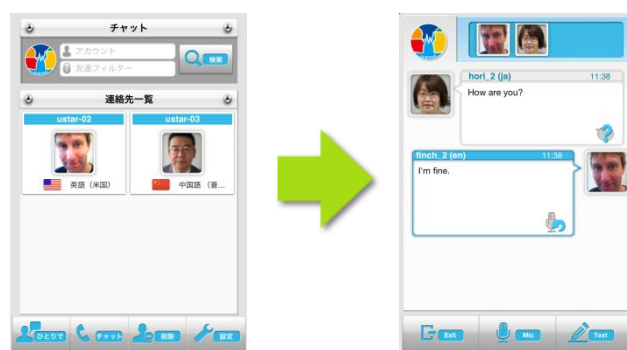 チャット
アカウント
友達フィルター
検索
連絡先一覧
ustar-02
ustar-03
英語（米国）
中国語（普...
ひとりで
チャット
削除
設定
hori_2 (ja)
11:38
How are you?
finch_2 (en)
11:38
I'm fine.
Exit
Mic
Text